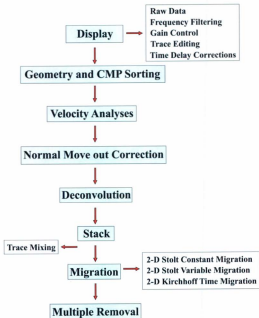 Display
Raw Data
Frequency Filtering
Gain Control
Trace Editing
Time Delay Corrections
Geometry and CMP Sorting
Velocity Analyses
Normal Move out Correction
Deconvolution
Stack
Trace Mixing
Migration
2-D Stolt Constant Migration
2-D Stolt Variable Migration
2-D Kirchhoff Time Migration
Multiple Removal